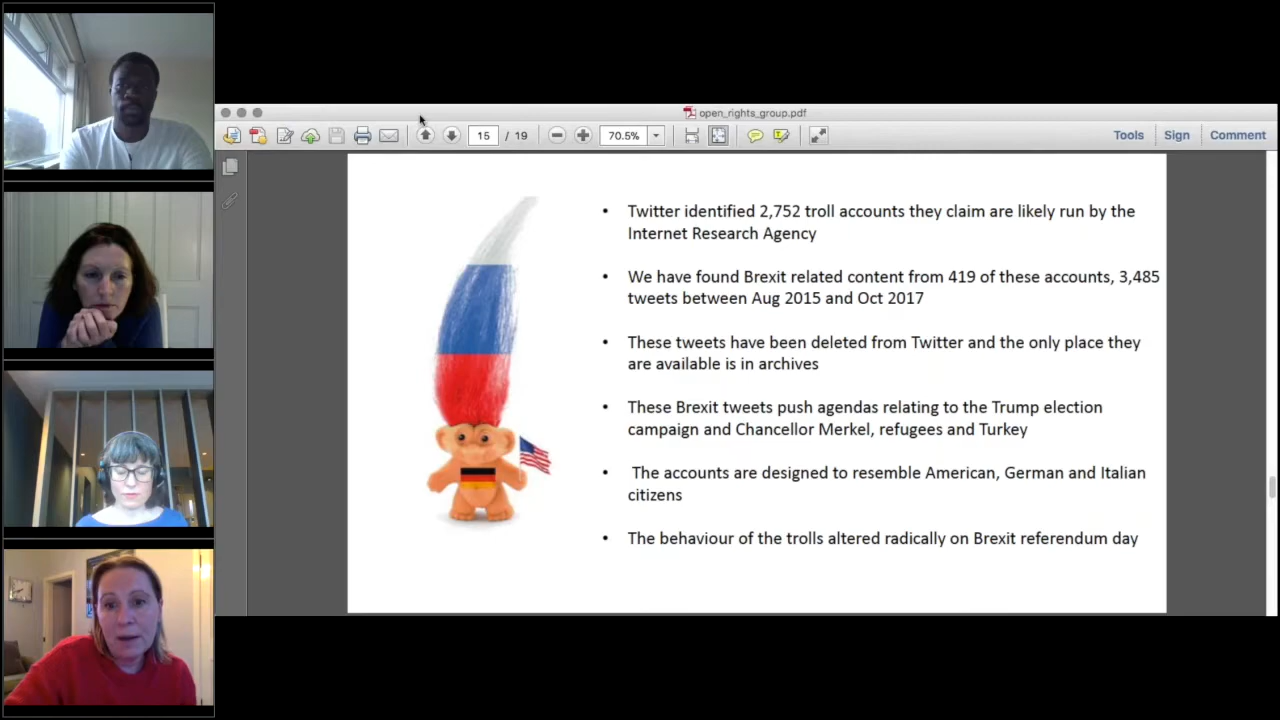 open_rights_group.pdf
15 / 19
70.5%
Tools
Sign
Comment
• Twitter identified 2,752 troll accounts they claim are likely run by the
Internet Research Agency
• We have found Brexit related content from 419 of these accounts, 3,485
tweets between Aug 2015 and Oct 2017
• These tweets have been deleted from Twitter and the only place they
are available is in archives
• These Brexit tweets push agendas relating to the Trump election
campaign and Chancellor Merkel, refugees and Turkey
• The accounts are designed to resemble American, German and Italian
citizens
• The behaviour of the trolls altered radically on Brexit referendum day